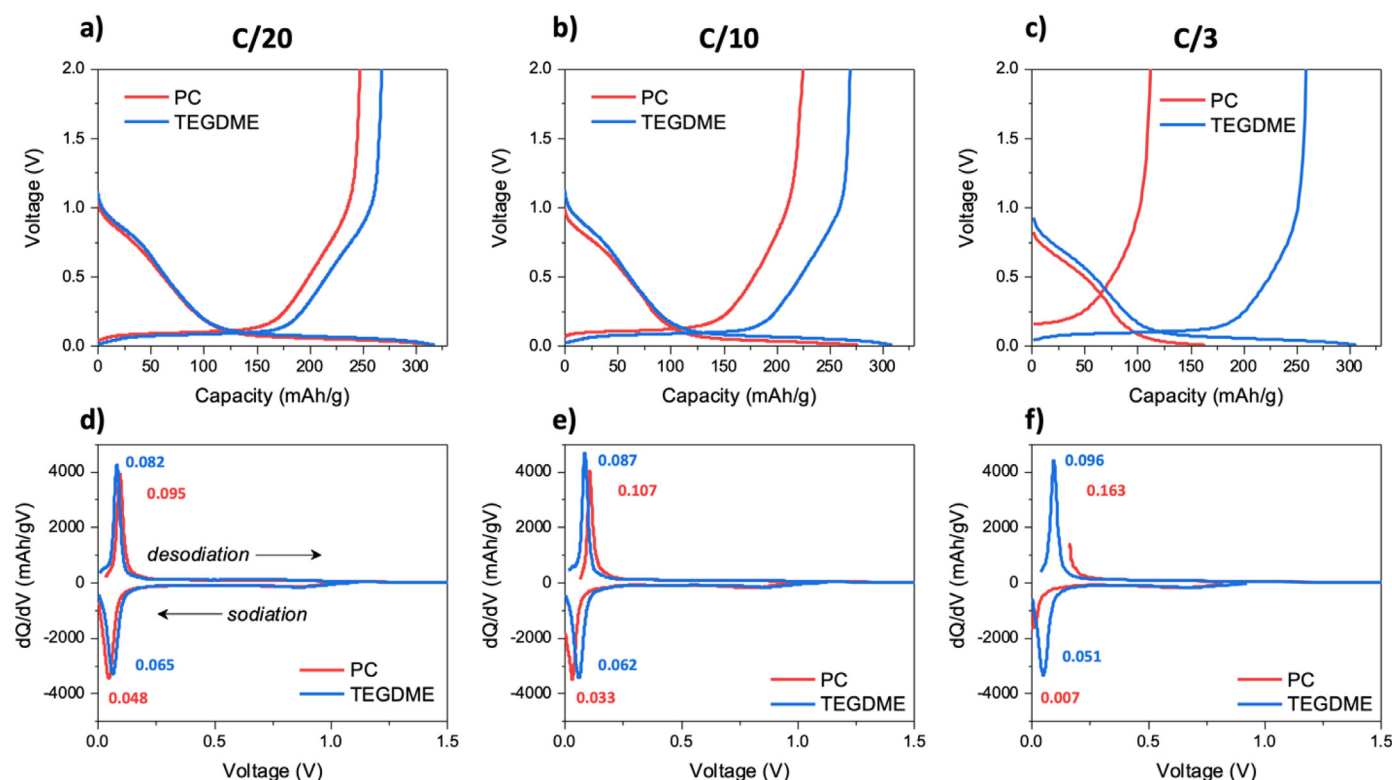 a)
C/20
b)
C/10
c)
C/3
2.0
1.5
1.0
0.5
0.0
Voltage (V)
PC
TEGDME
0
50
100
150
200
250
300
Capacity (mAh/g)
2.0
1.5
1.0
0.5
0.0
Voltage (V)
PC
TEGDME
0
50
100
150
200
250
300
Capacity (mAh/g)
2.0
1.5
1.0
0.5
0.0
Voltage (V)
PC
TEGDME
0
50
100
150
200
250
300
Capacity (mAh/g)
d)
4000
2000
0
-2000
-4000
dQ/dV (mAh/gV)
0.082
0.095
desodiation
sodiation
0.065
0.048
PC
TEGDME
0.0
0.5
1.0
1.5
Voltage (V)
e)
4000
2000
0
-2000
-4000
dQ/dV (mAh/gV)
0.087
0.107
0.062
0.033
PC
TEGDME
0.0
0.5
1.0
1.5
Voltage (V)
f)
4000
2000
0
-2000
-4000
dQ/dV (mAh/gV)
0.096
0.163
0.051
0.007
PC
TEGDME
0.0
0.5
1.0
1.5
Voltage (V)